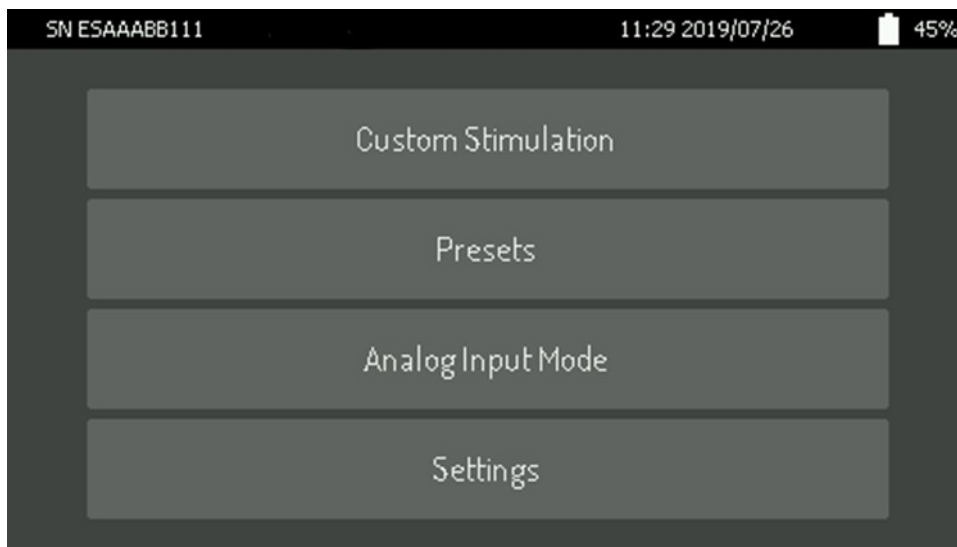 SN ESAAABB111 11:29 2019/07/26 45%
Custom Stimulation
Presets
Analog Input Mode
Settings